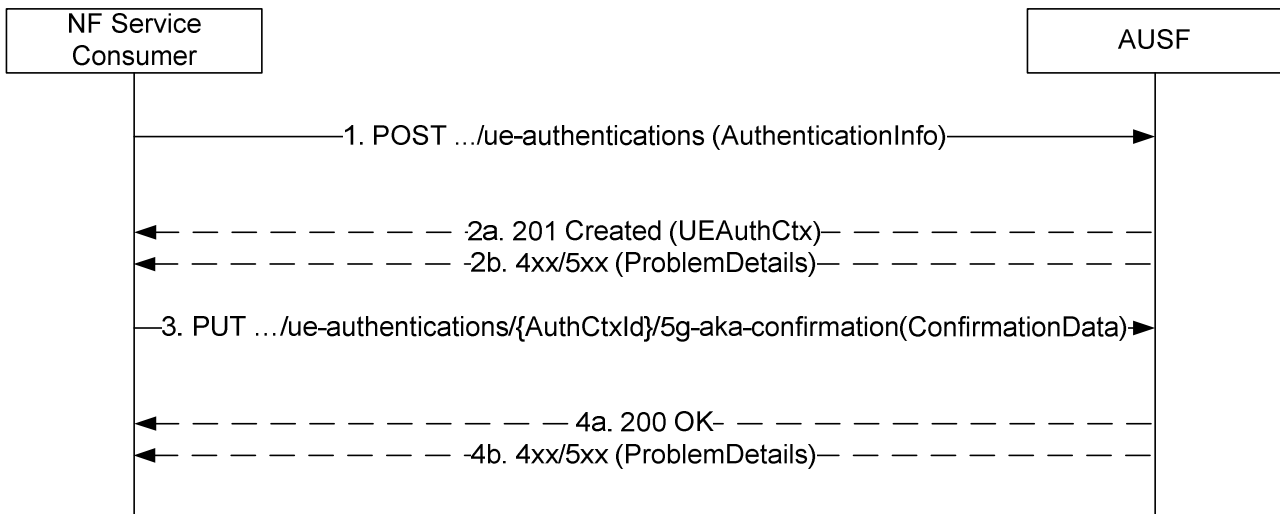 NF Service
Consumer
AUSF
1. POST .../ue-authentications (AuthenticationInfo)
2a. 201 Created (UEAuthCtx)
2b. 4xx/5xx (ProblemDetails)
3. PUT .../ue-authentications/{AuthCtxId}/5g-aka-confirmation(ConfirmationData)
4a. 200 OK
4b. 4xx/5xx (ProblemDetails)